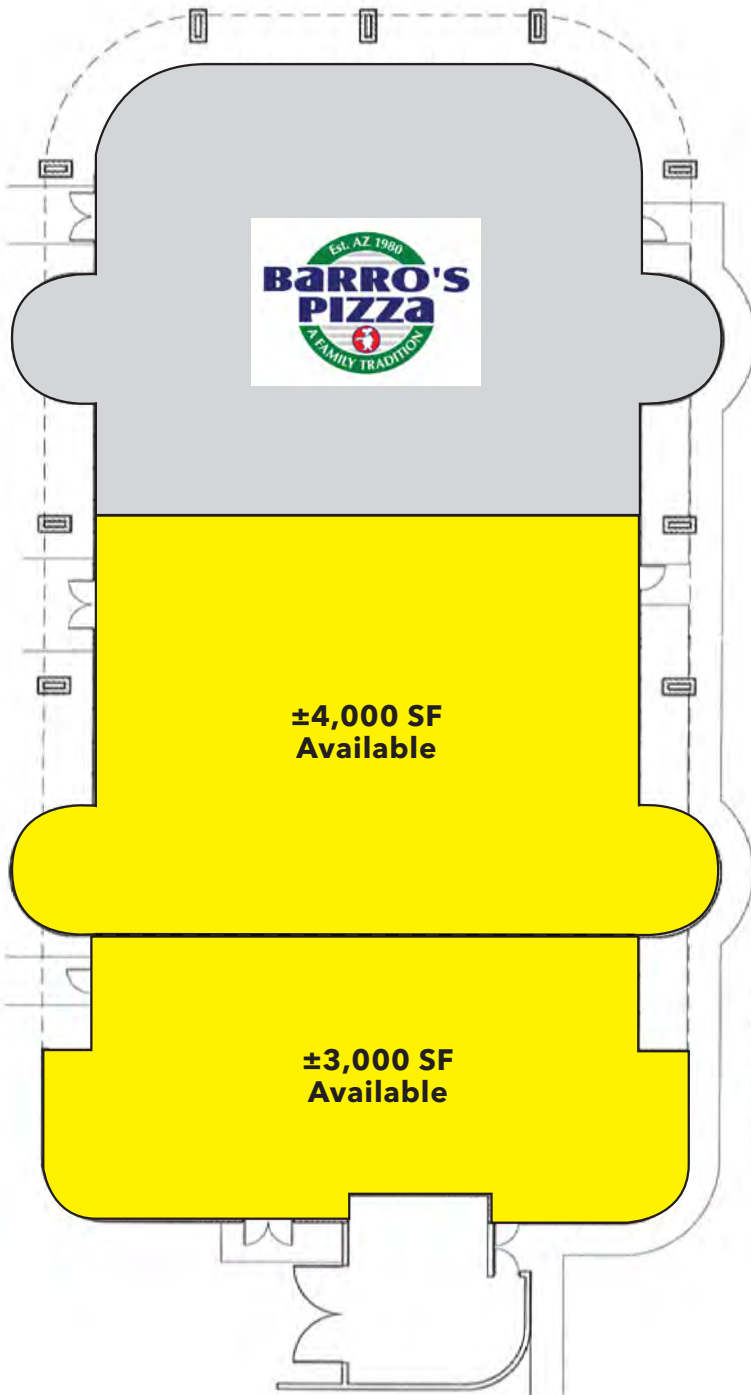 Est. AZ 1980
BaRRO'S
PIZZa
A FAMILY TRADITION
±4,000 SF
Available
±3,000 SF
Available